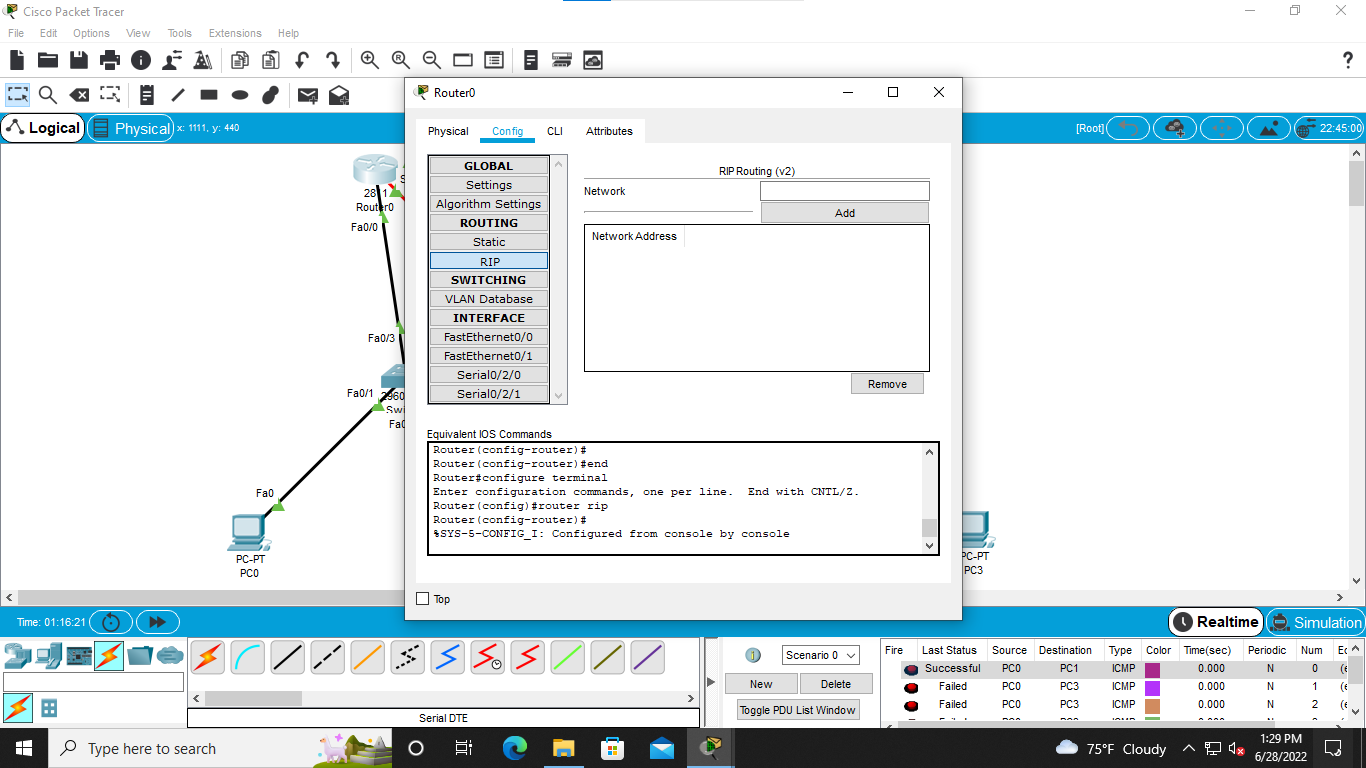 Cisco Packet Tracer
File Edit Options View Tools Extensions Help
Logical
Physical
x: 1111, y: 440
[Root]
22:45:00
Router0
Physical Config CLI Attributes
GLOBAL
Settings
Algorithm Settings
ROUTING
Static
RIP
SWITCHING
VLAN Database
INTERFACE
FastEthernet0/0
FastEthernet0/1
Serial0/2/0
Serial0/2/1
RIP Routing (v2)
Network
Add
Network Address
Remove
Equivalent IOS Commands
Router(config-router)#
Router(config-router)#end
Router#configure terminal
Enter configuration commands, one per line. End with CNTL/Z.
Router(config)#router rip
Router(config-router)#
%SYS-5-CONFIG_I: Configured from console by console
Top
Router0
Fa0/0
Fa0/3
Fa0/1
2960
Fa0
PC-PT
PC0
PC-PT
PC3
Time: 01:16:21
Realtime
Simulation
Serial DTE
Scenario 0
New
Delete
Toggle PDU List Window
Fire Last Status Source Destination Type Color Time(sec) Periodic Num
Successful PC0 PC1 ICMP 0.000 N 0
Failed PC0 PC3 ICMP 0.000 N 1
Failed PC0 PC3 ICMP 0.000 N 2
Type here to search
75°F Cloudy
1:29 PM
6/28/2022